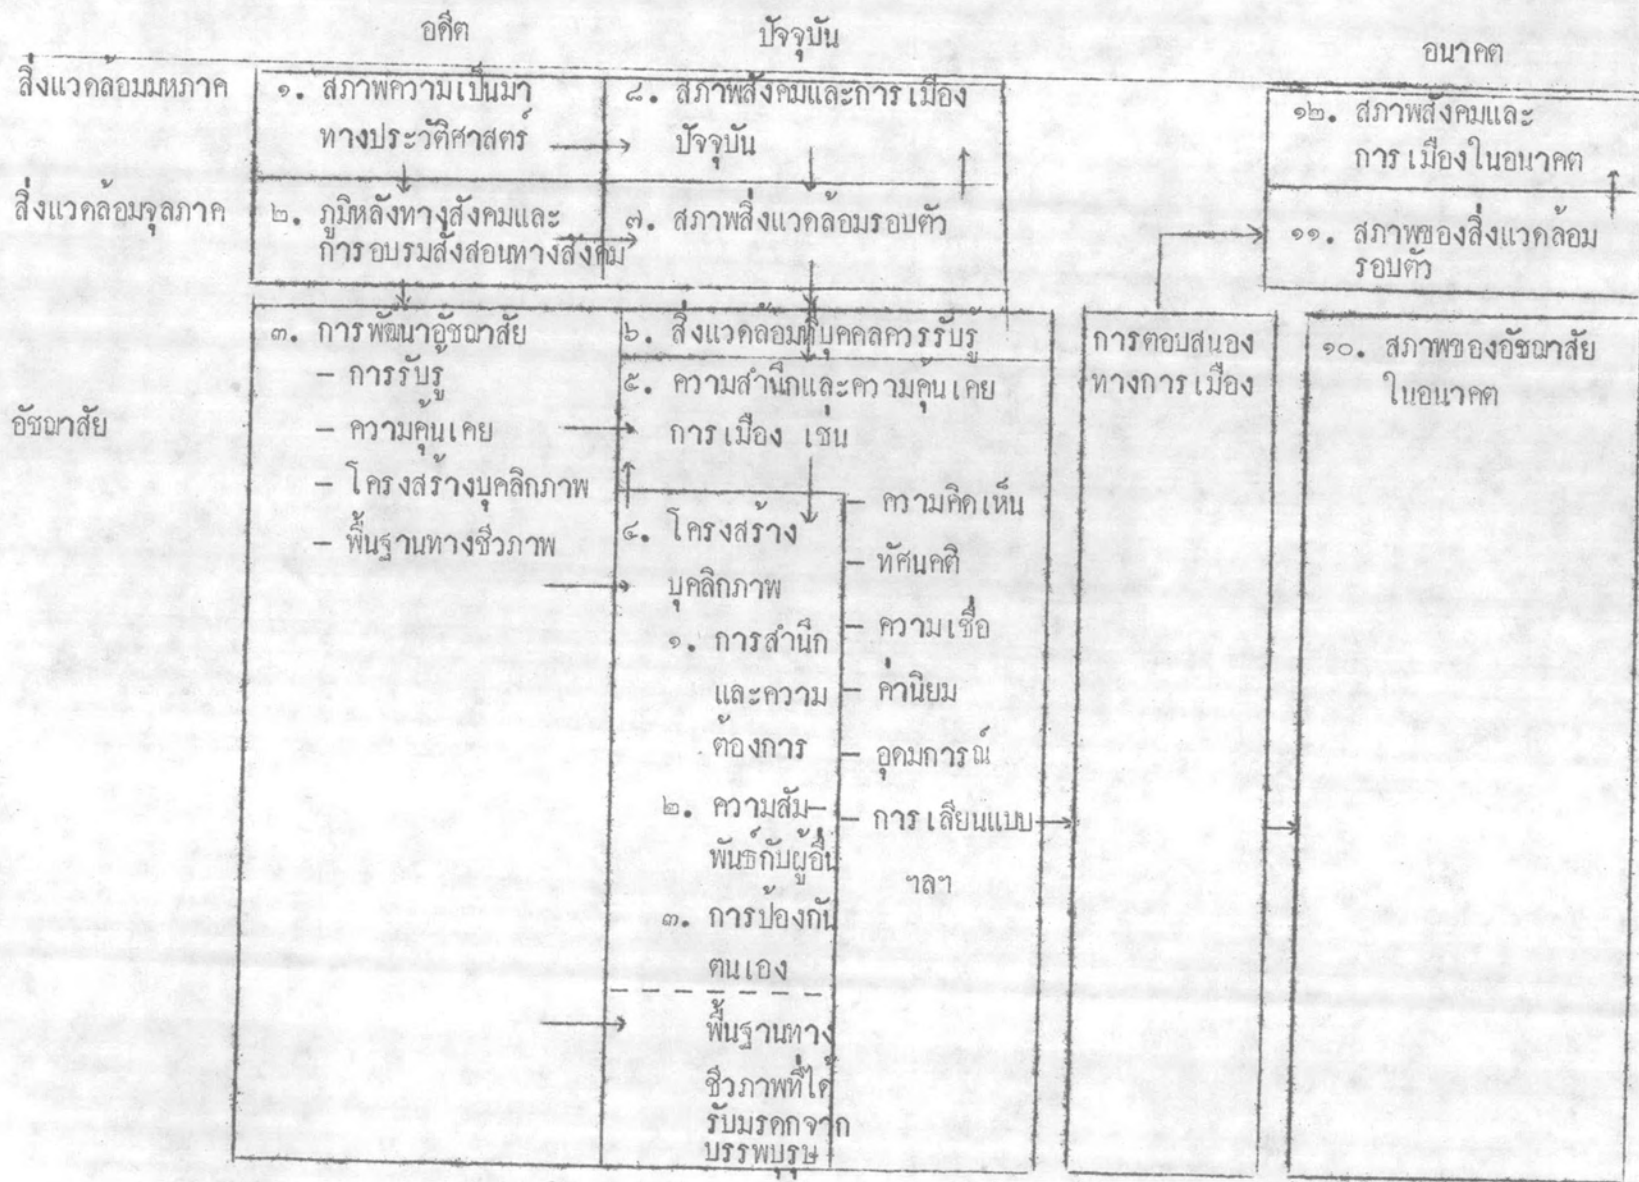 อดีต
ปัจจุบัน
อนาคต
สิ่งแวดล้อมมหภาค
๑. สภาพความเป็นมา
ทางประวัติศาสตร์
๘. สภาพสังคมและการเมือง
ปัจจุบัน
๑๒. สภาพสังคมและ
การเมืองในอนาคต
สิ่งแวดล้อมจุลภาค
๒. ภูมิหลังทางสังคมและ
การอบรมสั่งสอนทางสังคม
๗. สภาพสิ่งแวดล้อมรอบตัว
๑๑. สภาพของสิ่งแวดล้อม
รอบตัว
อัชฌาสัย
๓. การพัฒนาอัชฌาสัย
– การรับรู้
– ความคุ้นเคย
– โครงสร้างบุคลิกภาพ
– พื้นฐานทางชีวภาพ
๖. สิ่งแวดล้อมที่บุคคลควรรับรู้
๕. ความสำนึกและความคุ้นเคย
การเมือง เช่น
๔. โครงสร้าง
บุคลิกภาพ
๑. การสำนึก
และความ
ต้องการ
๒. ความสัม–
พันธ์กับผู้อื่น
๓. การป้องกัน
ตนเอง
พื้นฐานทาง
ชีวภาพที่ได้
รับมรดกจาก
บรรพบุรุษ
– ความคิดเห็น
– ทัศนคติ
– ความเชื่อ
– ค่านิยม
– อุดมการณ์
– การเลียนแบบ
ฯลฯ
การตอบสนอง
ทางการเมือง
๑๐. สภาพของอัชฌาสัย
ในอนาคต